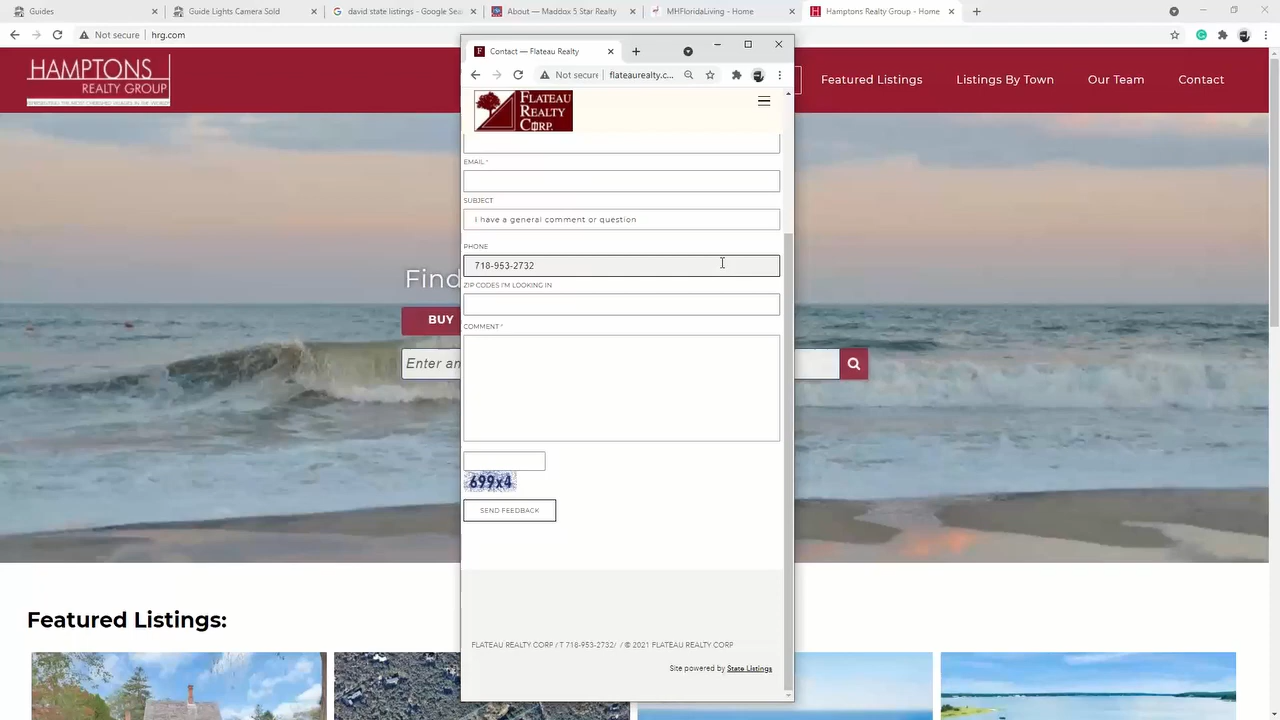 Guides
Guide Lights Camera Sold
david state listings - Google Sea
About — Maddox 5 Star Realty
MHFloridaLiving - Home
Hamptons Realty Group - Home
Not secure
hrg.com
HAMPTONS
REALTY GROUP
Featured Listings
Listings By Town
Our Team
Contact
Find
BUY
Enter an
Featured Listings:
Contact — Flateau Realty
Not secure
flateaurealty.c...
FLATEAU
REALTY
CORP.
EMAIL *
SUBJECT
I have a general comment or question
PHONE
718-953-2732
ZIP CODES I'M LOOKING IN
COMMENT *
699x4
SEND FEEDBACK
FLATEAU REALTY CORP / T 718-953-2732/ / © 2021 FLATEAU REALTY CORP
Site powered by State Listings